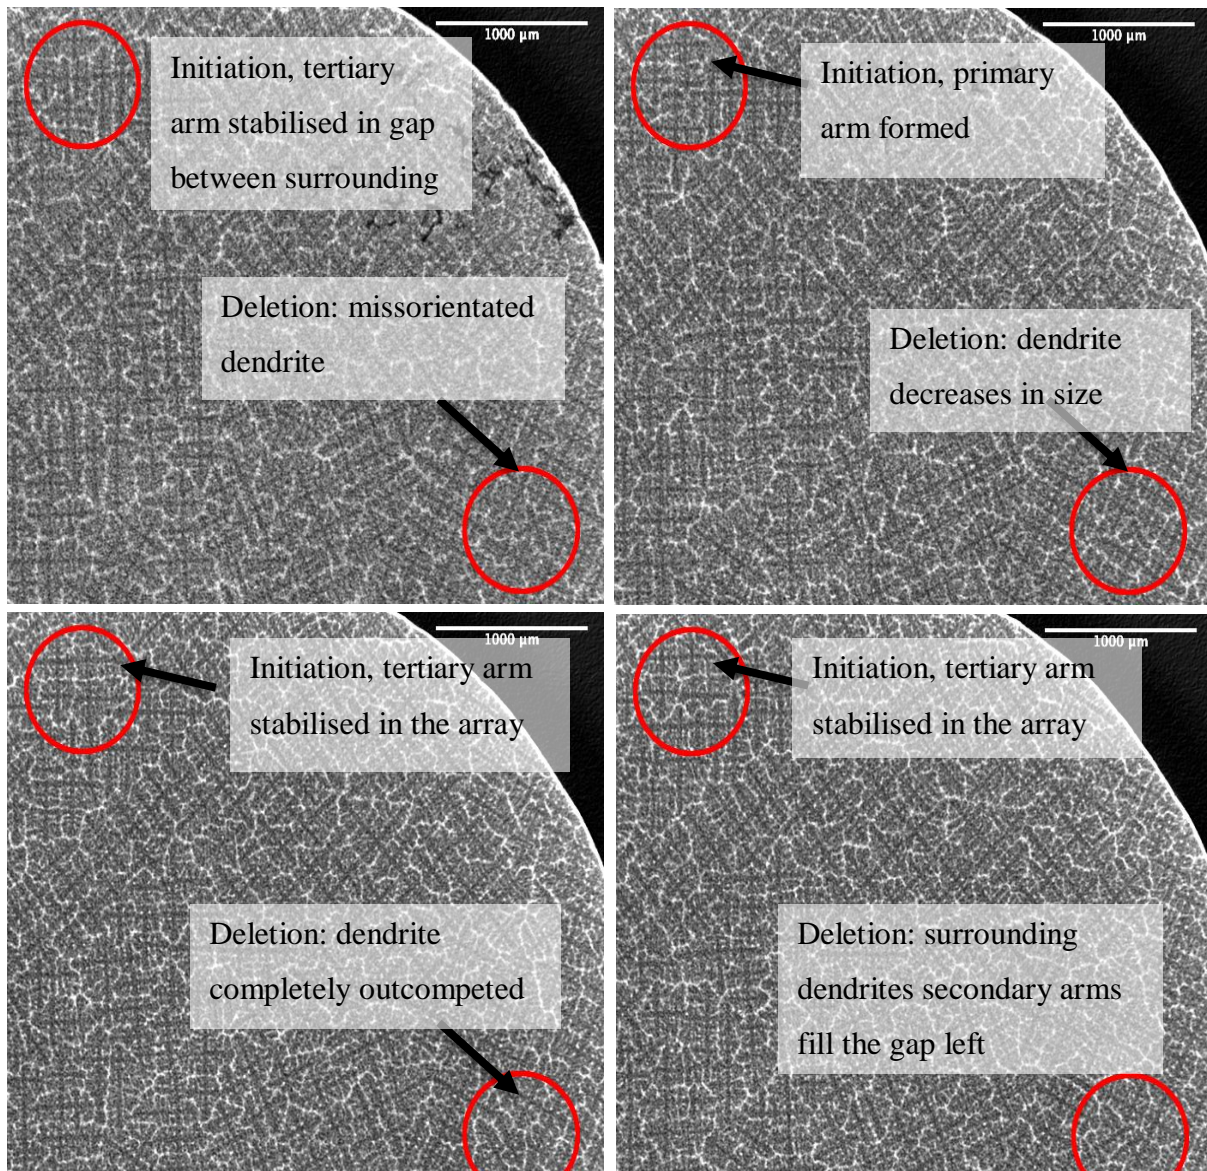 1000 µm
Initiation, tertiary
arm stabilised in gap
between surrounding
Deletion: missorientated
dendrite
1000 µm
Initiation, primary
arm formed
Deletion: dendrite
decreases in size
1000 µm
Initiation, tertiary arm
stabilised in the array
Deletion: dendrite
completely outcompeted
1000 µm
Initiation, tertiary arm
stabilised in the array
Deletion: surrounding
dendrites secondary arms
fill the gap left